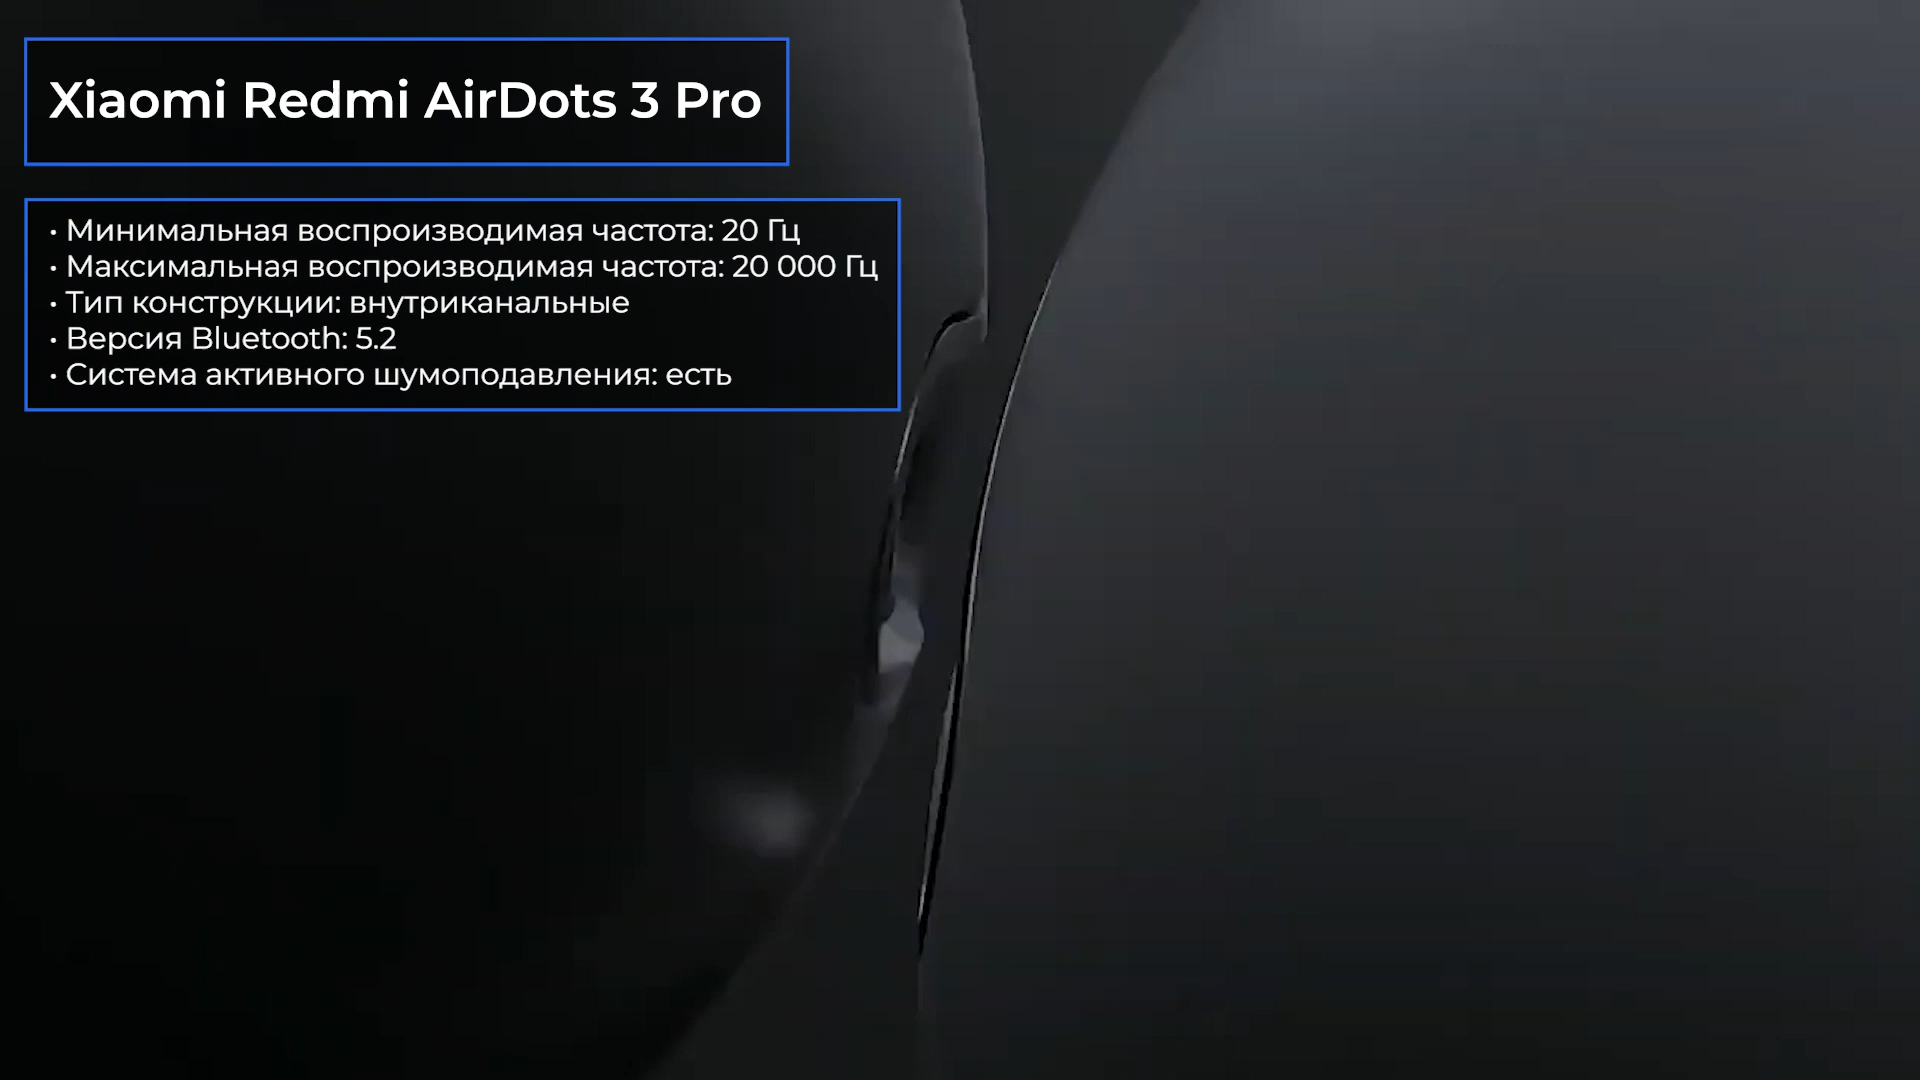 Xiaomi Redmi AirDots 3 Pro
• Минимальная воспроизводимая частота: 20 Гц
• Максимальная воспроизводимая частота: 20 000 Гц
• Тип конструкции: внутриканальные
• Версия Bluetooth: 5.2
• Система активного шумоподавления: есть